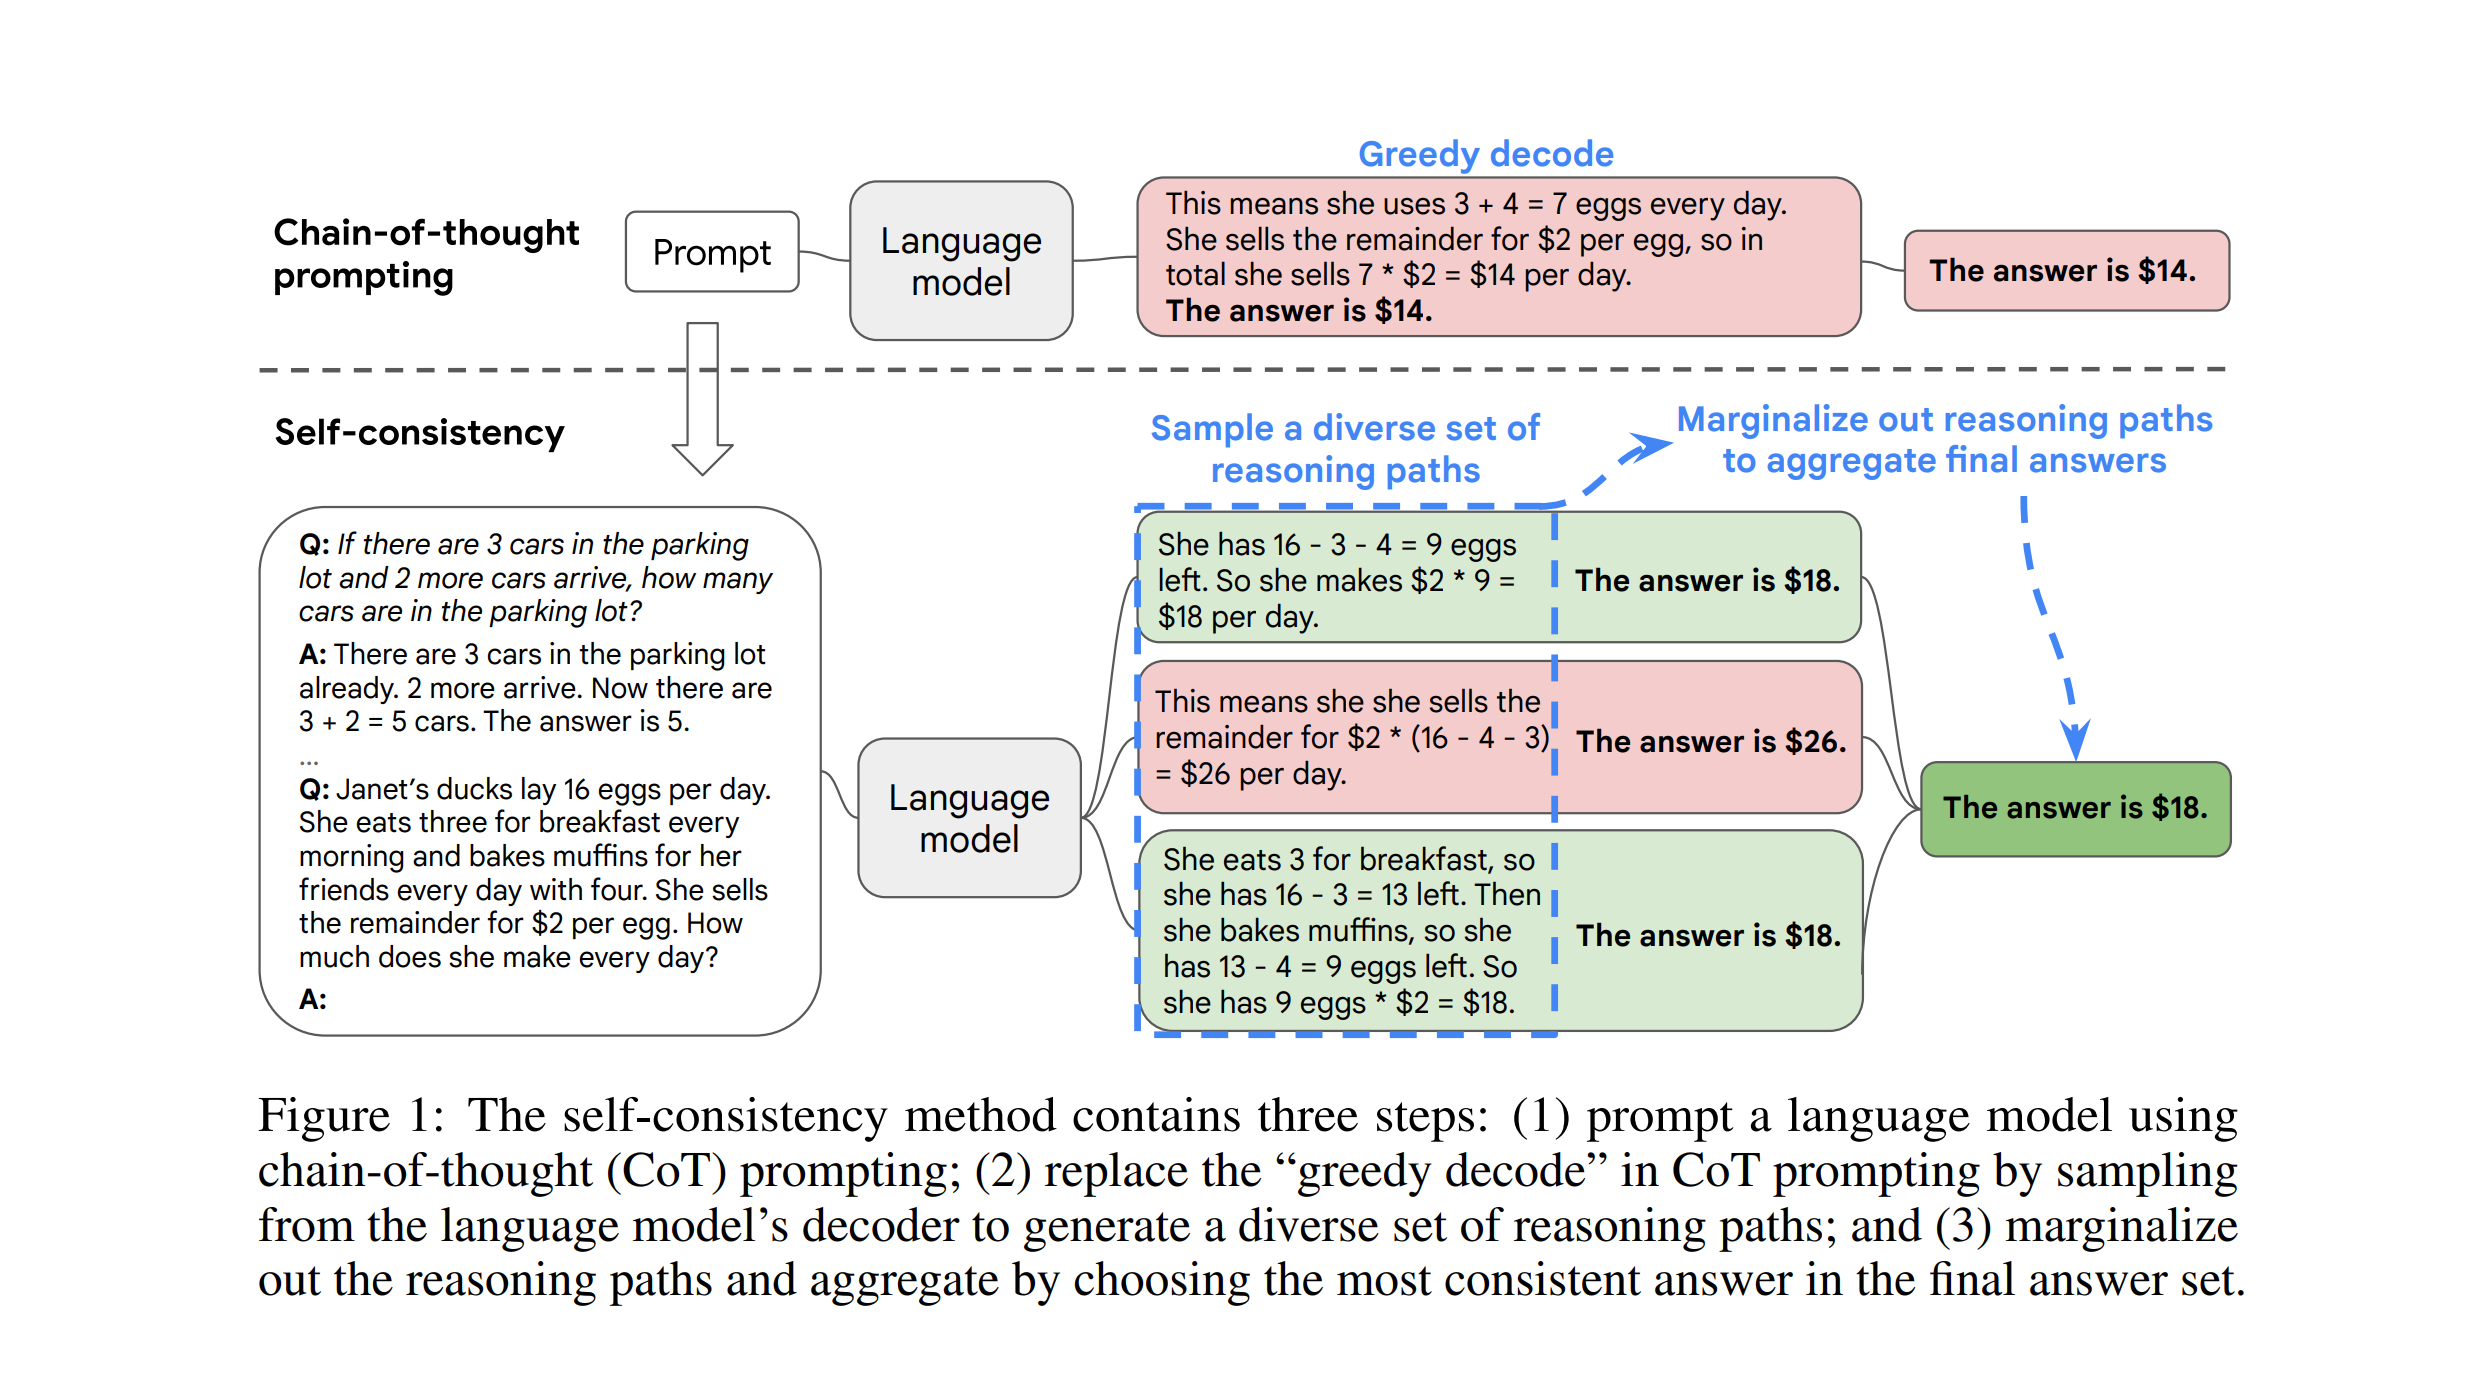 Greedy decode
Chain-of-thought
prompting
Prompt
Language
model
This means she uses 3 + 4 = 7 eggs every day.
She sells the remainder for $2 per egg, so in
total she sells 7 * $2 = $14 per day.
The answer is $14.
The answer is $14.
Self-consistency
Sample a diverse set of
reasoning paths
Marginalize out reasoning paths
to aggregate final answers
Q: If there are 3 cars in the parking
lot and 2 more cars arrive, how many
cars are in the parking lot?
A: There are 3 cars in the parking lot
already. 2 more arrive. Now there are
3 + 2 = 5 cars. The answer is 5.
...
Q: Janet’s ducks lay 16 eggs per day.
She eats three for breakfast every
morning and bakes muffins for her
friends every day with four. She sells
the remainder for $2 per egg. How
much does she make every day?
A:
Language
model
She has 16 - 3 - 4 = 9 eggs
left. So she makes $2 * 9 =
$18 per day.
The answer is $18.
This means she she sells the
remainder for $2 * (16 - 4 - 3)
= $26 per day.
The answer is $26.
She eats 3 for breakfast, so
she has 16 - 3 = 13 left. Then
she bakes muffins, so she
has 13 - 4 = 9 eggs left. So
she has 9 eggs * $2 = $18.
The answer is $18.
The answer is $18.
Figure 1: The self-consistency method contains three steps: (1) prompt a language model using
chain-of-thought (CoT) prompting; (2) replace the “greedy decode” in CoT prompting by sampling
from the language model’s decoder to generate a diverse set of reasoning paths; and (3) marginalize
out the reasoning paths and aggregate by choosing the most consistent answer in the final answer set.